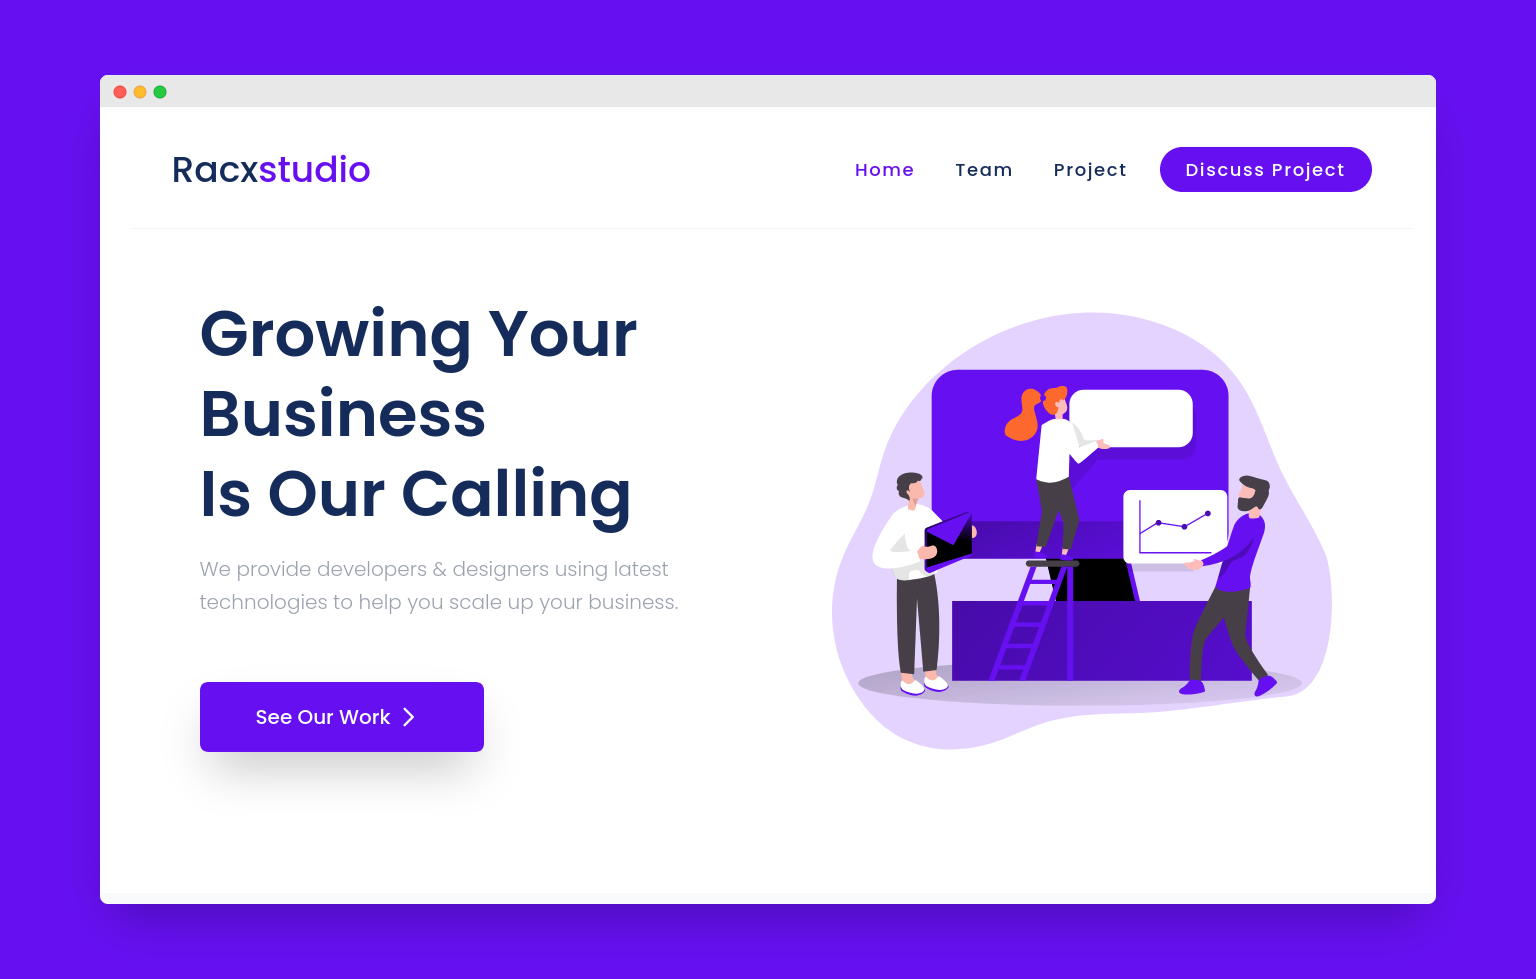 Racxstudio
Home Team Project Discuss Project
Growing Your
Business
Is Our Calling
We provide developers & designers using latest
technologies to help you scale up your business.
See Our Work